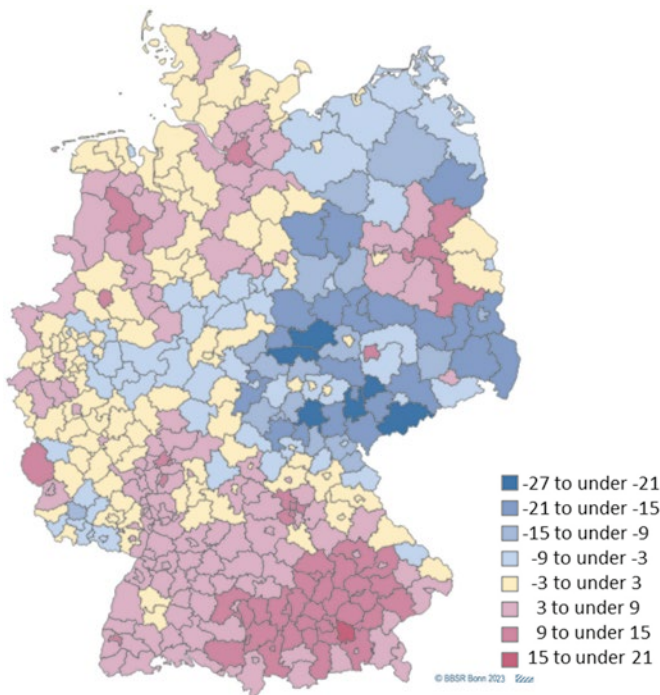 -27 to under -21
-21 to under -15
-15 to under -9
-9 to under -3
-3 to under 3
3 to under 9
9 to under 15
15 to under 21
© BBSR Bonn 2023